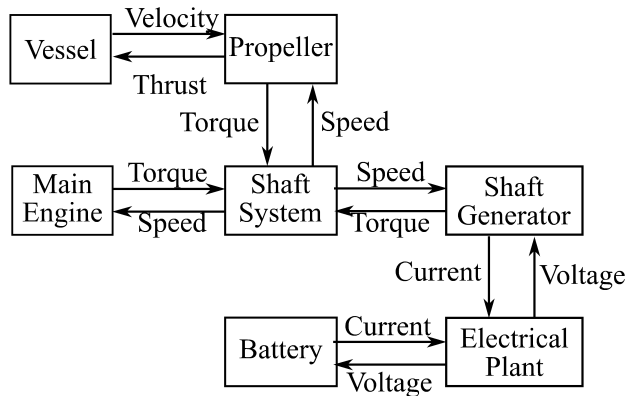 Velocity
Vessel
Propeller
Thrust
Torque
Speed
Main
Engine
Torque
Speed
Shaft
System
Speed
Torque
Shaft
Generator
Current
Voltage
Battery
Current
Voltage
Electrical
Plant